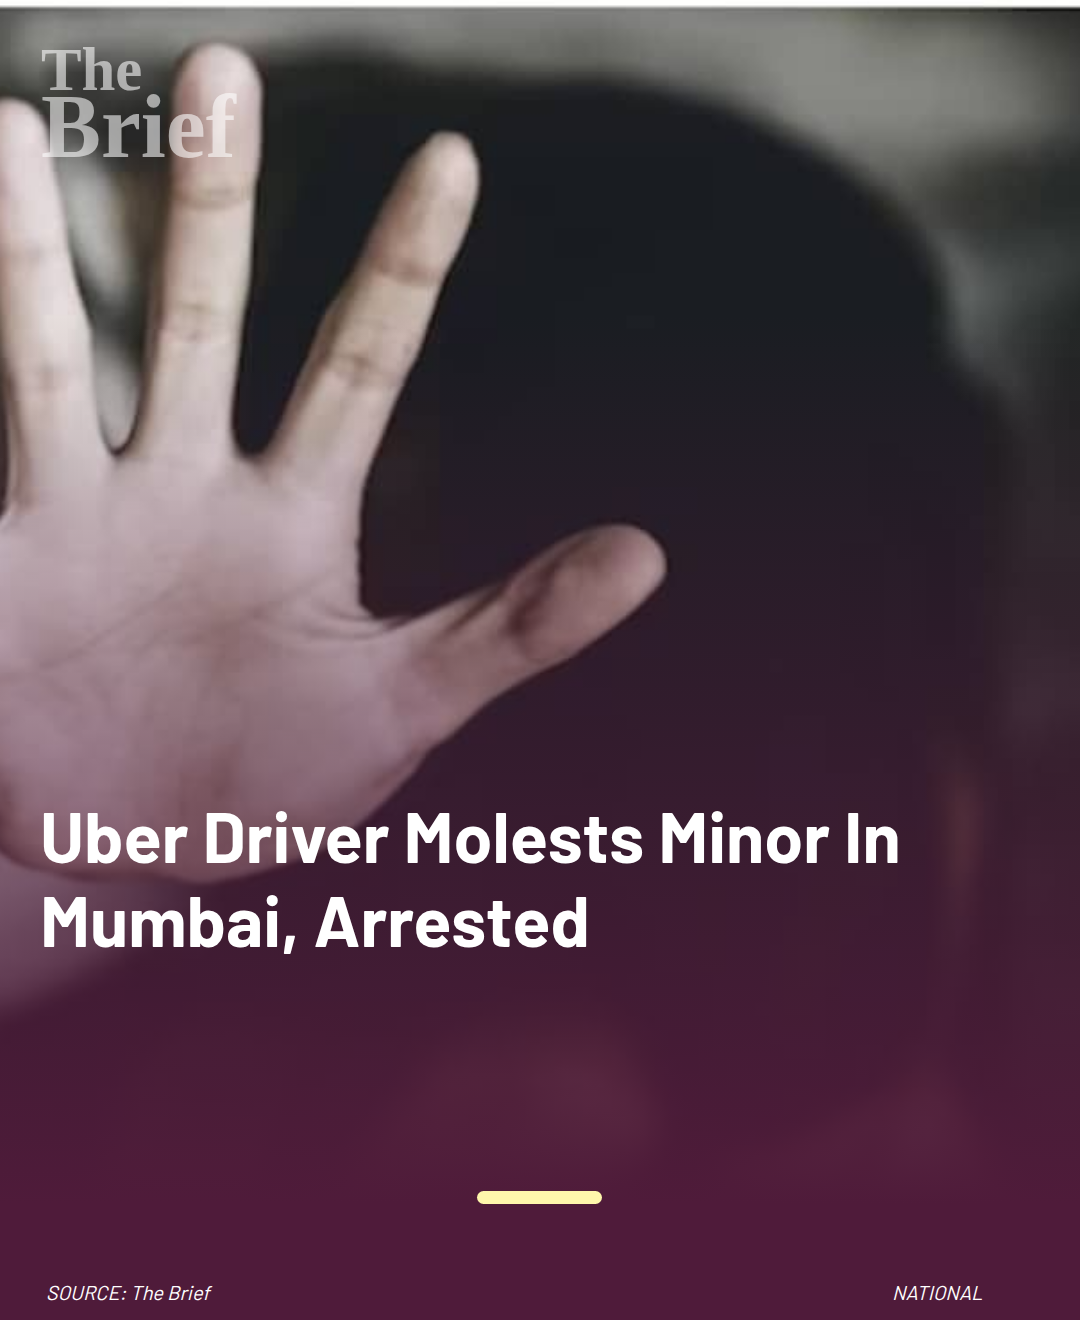 The
Brief
Uber Driver Molests Minor In
Mumbai, Arrested
SOURCE: The Brief
NATIONAL